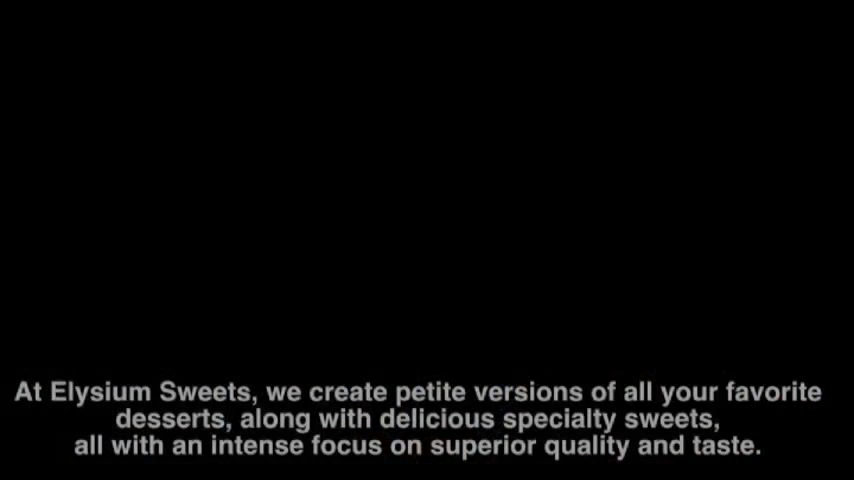 At Elysium Sweets, we create petite versions of all your favorite
desserts, along with delicious specialty sweets,
all with an intense focus on superior quality and taste.